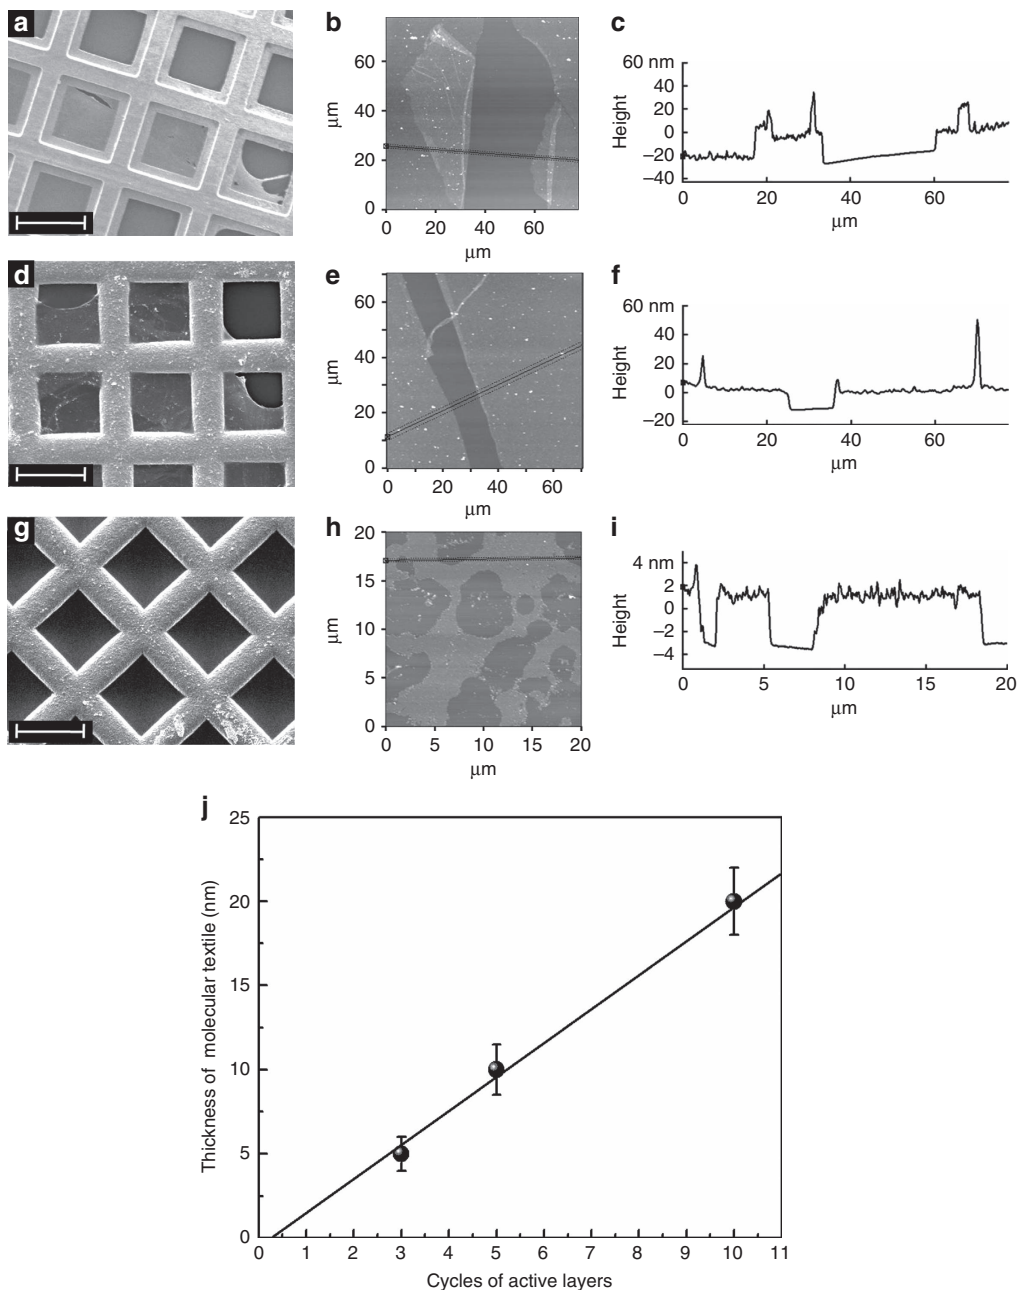 a
b
60
40
20
0
μm
0 20 40 60
μm
c
60 nm
40
20
0
−20
−40
Height
20 40 60
0
μm
d
e
60
40
20
0
μm
0 20 40 60
μm
f
60 nm
40
20
0
−20
Height
0 20 40 60
μm
g
h
20
15
10
5
0
μm
0 5 10 15 20
μm
i
4 nm
2
0
−2
−4
Height
0 5 10 15 20
μm
j
25
20
15
10
5
0
Thickness of molecular textile (nm)
0 1 2 3 4 5 6 7 8 9 10 11
Cycles of active layers